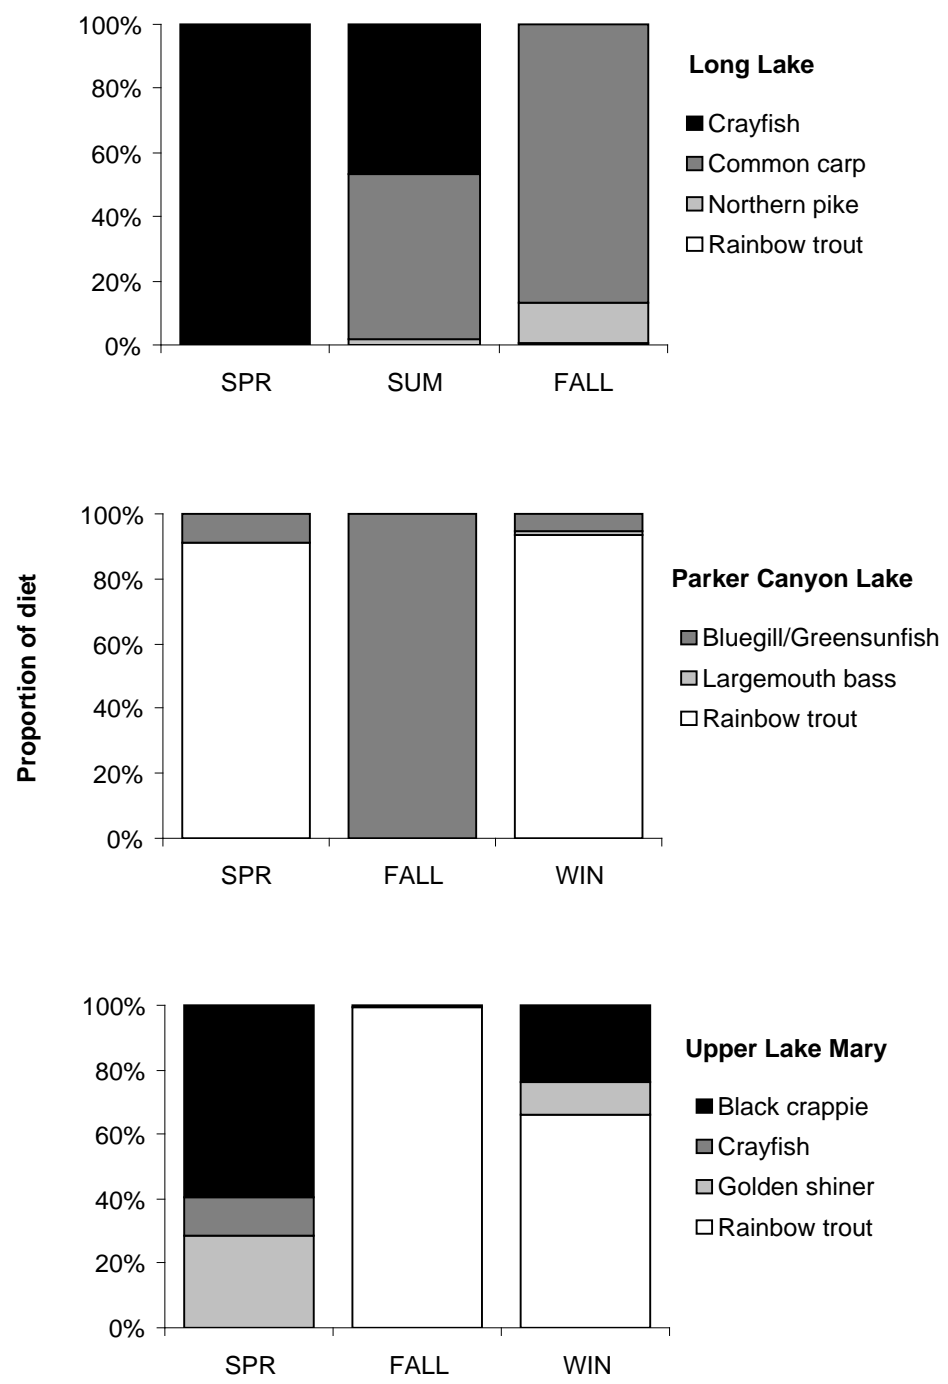 100%
80%
60%
40%
20%
0%
SPR SUM FALL
Long Lake
Crayfish
Common carp
Northern pike
Rainbow trout
Proportion of diet
100%
80%
60%
40%
20%
0%
SPR FALL WIN
Parker Canyon Lake
Bluegill/Greensunfish
Largemouth bass
Rainbow trout
100%
80%
60%
40%
20%
0%
SPR FALL WIN
Upper Lake Mary
Black crappie
Crayfish
Golden shiner
Rainbow trout